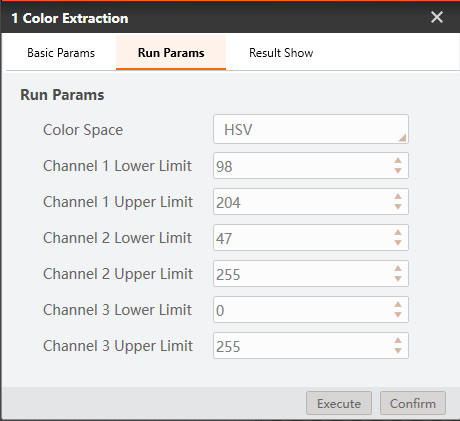 1 Color Extraction
Basic Params Run Params Result Show
Run Params
Color Space HSV
Channel 1 Lower Limit 98
Channel 1 Upper Limit 204
Channel 2 Lower Limit 47
Channel 2 Upper Limit 255
Channel 3 Lower Limit 0
Channel 3 Upper Limit 255
Execute Confirm